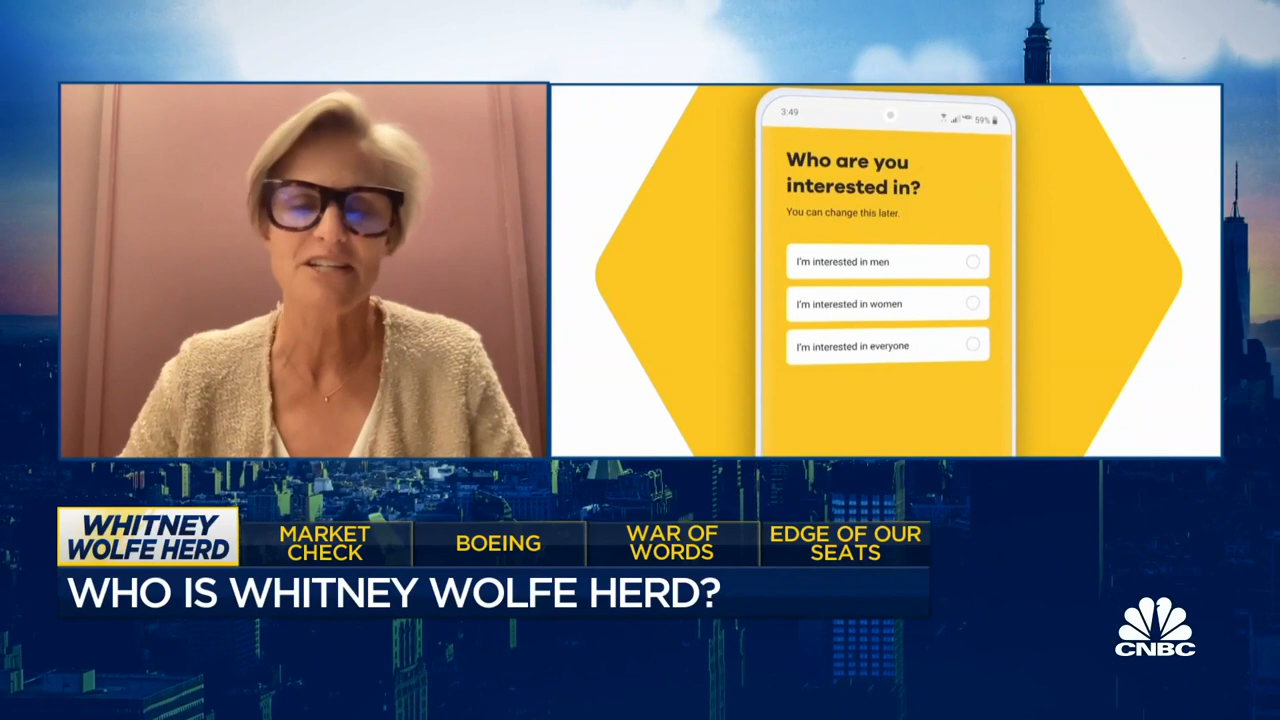 3:49
59%
Who are you
interested in?
You can change this later.
I'm interested in men
I'm interested in women
I'm interested in everyone
WHITNEY
WOLFE HERD
MARKET
CHECK
BOEING
WAR OF
WORDS
EDGE OF OUR
SEATS
WHO IS WHITNEY WOLFE HERD?
CNBC